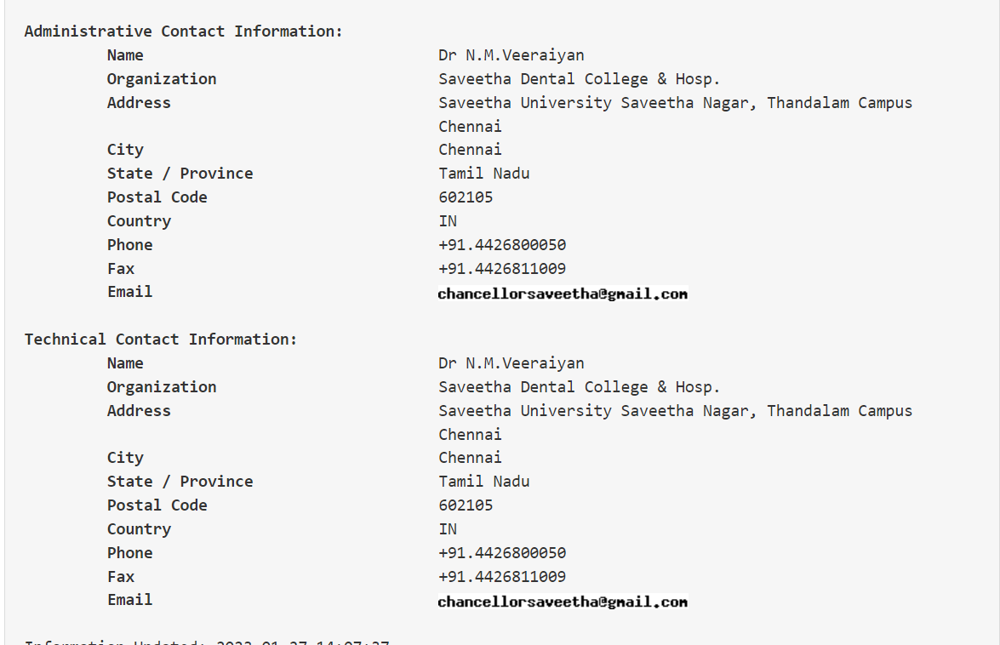 Administrative Contact Information:
Name Dr N.M.Veeraiyan
Organization Saveetha Dental College & Hosp.
Address Saveetha University Saveetha Nagar, Thandalam Campus
Chennai
City Chennai
State / Province Tamil Nadu
Postal Code 602105
Country IN
Phone +91.4426800050
Fax +91.4426811009
Email chancellorsaveetha@gmail.com
Technical Contact Information:
Name Dr N.M.Veeraiyan
Organization Saveetha Dental College & Hosp.
Address Saveetha University Saveetha Nagar, Thandalam Campus
Chennai
City Chennai
State / Province Tamil Nadu
Postal Code 602105
Country IN
Phone +91.4426800050
Fax +91.4426811009
Email chancellorsaveetha@gmail.com
Information Updated: